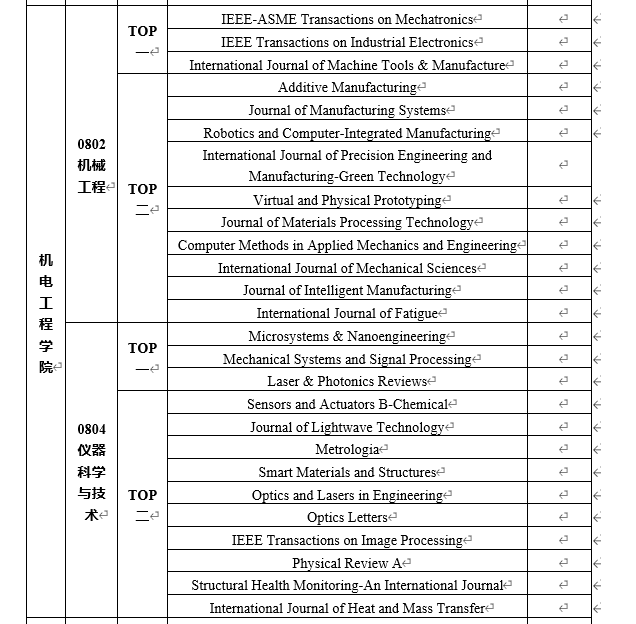 机
电
工
程
学
院
0802
机械
工程
TOP
一
IEEE-ASME Transactions on Mechatronics
IEEE Transactions on Industrial Electronics
International Journal of Machine Tools & Manufacture
TOP
二
Additive Manufacturing
Journal of Manufacturing Systems
Robotics and Computer-Integrated Manufacturing
International Journal of Precision Engineering and
Manufacturing-Green Technology
Virtual and Physical Prototyping
Journal of Materials Processing Technology
Computer Methods in Applied Mechanics and Engineering
International Journal of Mechanical Sciences
Journal of Intelligent Manufacturing
International Journal of Fatigue
0804
仪器
科学
与技
术
TOP
一
Microsystems & Nanoengineering
Mechanical Systems and Signal Processing
Laser & Photonics Reviews
TOP
二
Sensors and Actuators B-Chemical
Journal of Lightwave Technology
Metrologia
Smart Materials and Structures
Optics and Lasers in Engineering
Optics Letters
IEEE Transactions on Image Processing
Physical Review A
Structural Health Monitoring-An International Journal
International Journal of Heat and Mass Transfer